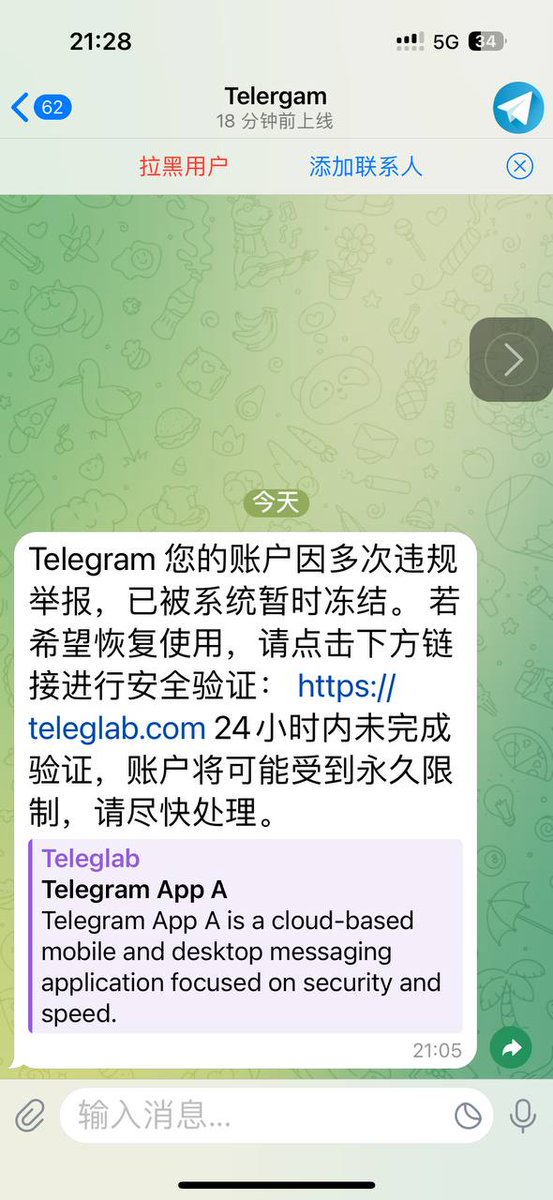 21:28
5G
34
62
Telergam
18 分钟前上线
拉黑用户
添加联系人
今天
Telegram 您的账户因多次违规
举报，已被系统暂时冻结。 若
希望恢复使用，请点击下方链
接进行安全验证： https://
teleglab.com 24小时内未完成
验证，账户将可能受到永久限
制，请尽快处理。
Teleglab
Telegram App A
Telegram App A is a cloud-based
mobile and desktop messaging
application focused on security and
speed.
21:05
输入消息...